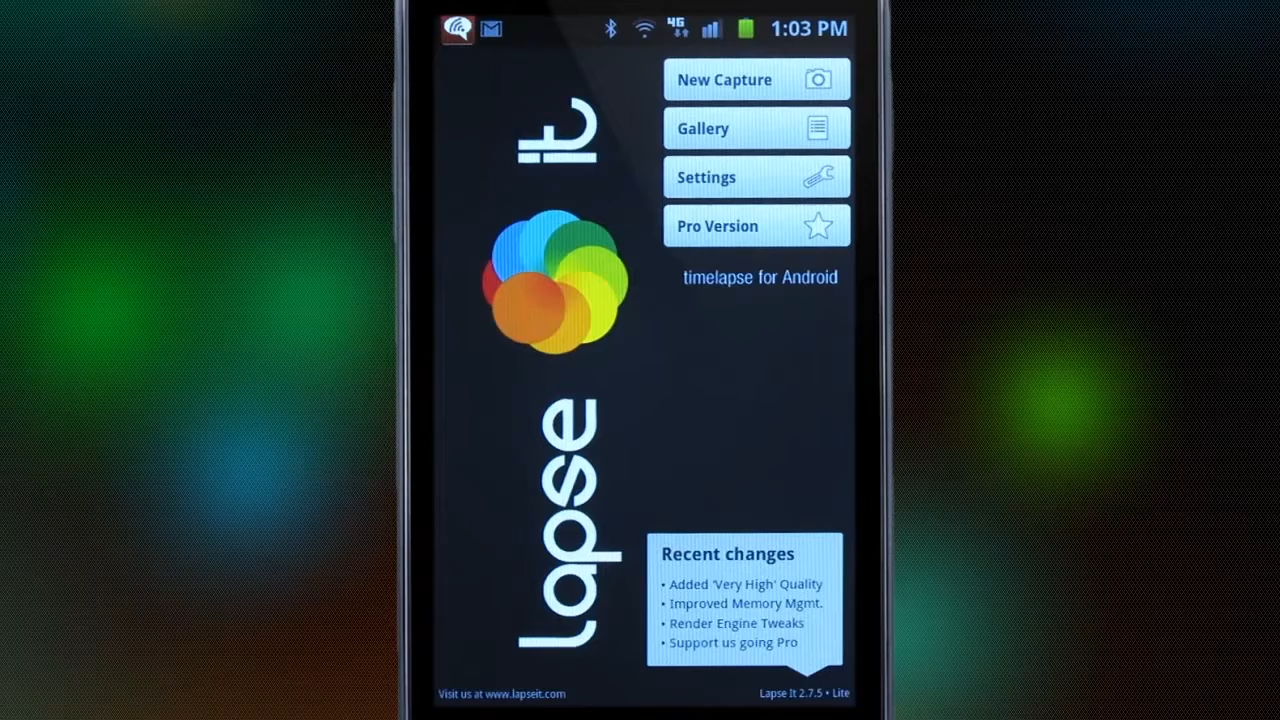 4G
1:03 PM
lapse it
New Capture
Gallery
Settings
Pro Version
timelapse for Android
Recent changes
• Added 'Very High' Quality
• Improved Memory Mgmt.
• Render Engine Tweaks
• Support us going Pro
Visit us at www.lapseit.com
Lapse It 2.7.5 • Lite